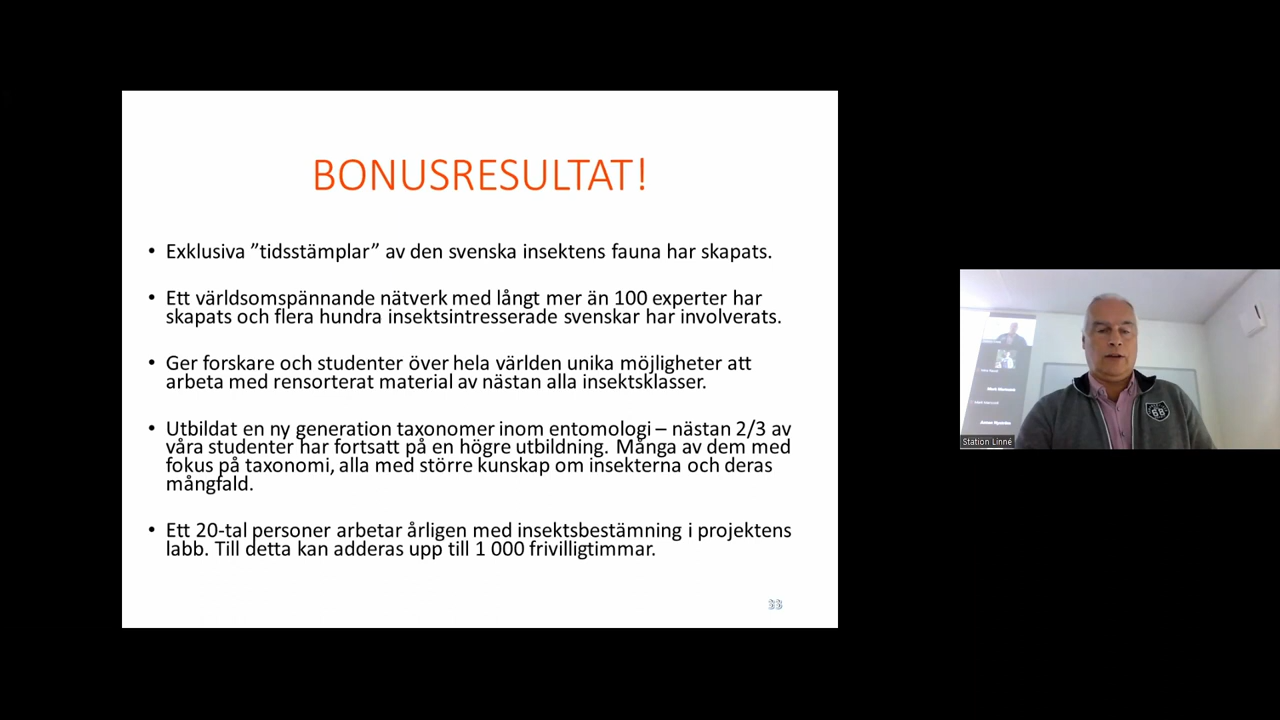 BONUSRESULTAT!
• Exklusiva ”tidsstämplar” av den svenska insektens fauna har skapats.
• Ett världsomspännande nätverk med långt mer än 100 experter har
skapats och flera hundra insektsintresserade svenskar har involverats.
• Ger forskare och studenter över hela världen unika möjligheter att
arbeta med rensorterat material av nästan alla insektsklasser.
• Utbildat en ny generation taxonomer inom entomologi – nästan 2/3 av
våra studenter har fortsatt på en högre utbildning. Många av dem med
fokus på taxonomi, alla med större kunskap om insekterna och deras
mångfald.
• Ett 20-tal personer arbetar årligen med insektsbestämning i projektens
labb. Till detta kan adderas upp till 1 000 frivilligtimmar.
33
68
Station Linné